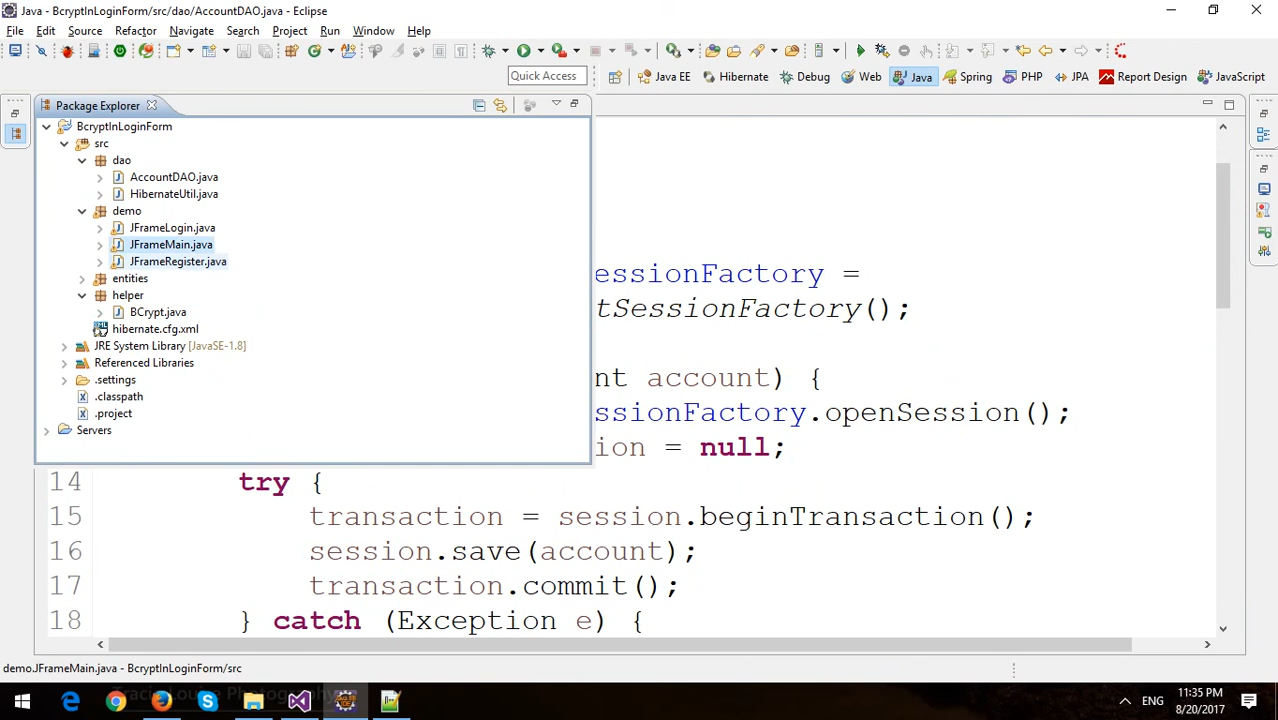 Java - BcryptInLoginForm/src/dao/AccountDAO.java - Eclipse
File Edit Source Refactor Navigate Search Project Run Window Help
Quick Access
Java EE Hibernate Debug Web Java Spring PHP JPA Report Design JavaScript
Package Explorer
BcryptInLoginForm
src
dao
AccountDAO.java
HibernateUtil.java
demo
JFrameLogin.java
JFrameMain.java
JFrameRegister.java
entities
helper
BCrypt.java
hibernate.cfg.xml
JRE System Library [JavaSE-1.8]
Referenced Libraries
.settings
.classpath
.project
Servers
essionFactory =
tSessionFactory();
nt account) {
ssionFactory.openSession();
ion = null;
14 try {
15 transaction = session.beginTransaction();
16 session.save(account);
17 transaction.commit();
18 } catch (Exception e) {
demo.JFrameMain.java - BcryptInLoginForm/src
Tracie Louise Photography
ENG
11:35 PM
8/20/2017